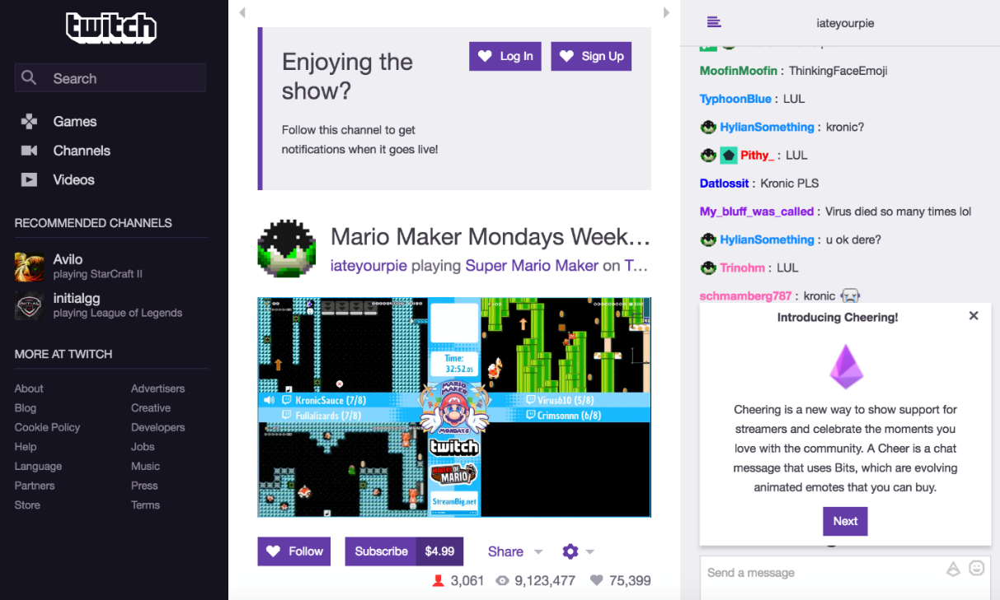 twitch
Search
Games
Channels
Videos
RECOMMENDED CHANNELS
Avilo
playing StarCraft II
INITIAL
initialgg
playing League of Legends
MORE AT TWITCH
About
Advertisers
Blog
Creative
Cookie Policy
Developers
Help
Jobs
Language
Music
Partners
Press
Store
Terms
Enjoying the
show?
Log In
Sign Up
Follow this channel to get
notifications when it goes live!
Mario Maker Mondays Week...
iateyourpie playing Super Mario Maker on T...
Time:
32:52.05
KronicSauce (7/8)
Fullalizards (7/8)
MARIO
MAKER
MONDAYS
Virus610 (5/8)
Crimsonnn (6/8)
twitch
MAKERS OF
MARIO
StreamBig.net
Follow
Subscribe $4.99
Share
3,061 9,123,477 75,399
iateyourpie
MoofinMoofin : ThinkingFaceEmoji
TyphoonBlue : LUL
HylianSomething : kronic?
Pithy_ : LUL
Datlossit : Kronic PLS
My_bluff_was_called : Virus died so many times lol
HylianSomething : u ok dere?
Trinohm : LUL
schmamberg787 : kronic
Introducing Cheering!
Cheering is a new way to show support for
streamers and celebrate the moments you
love with the community. A Cheer is a chat
message that uses Bits, which are evolving
animated emotes that you can buy.
Next
Send a message